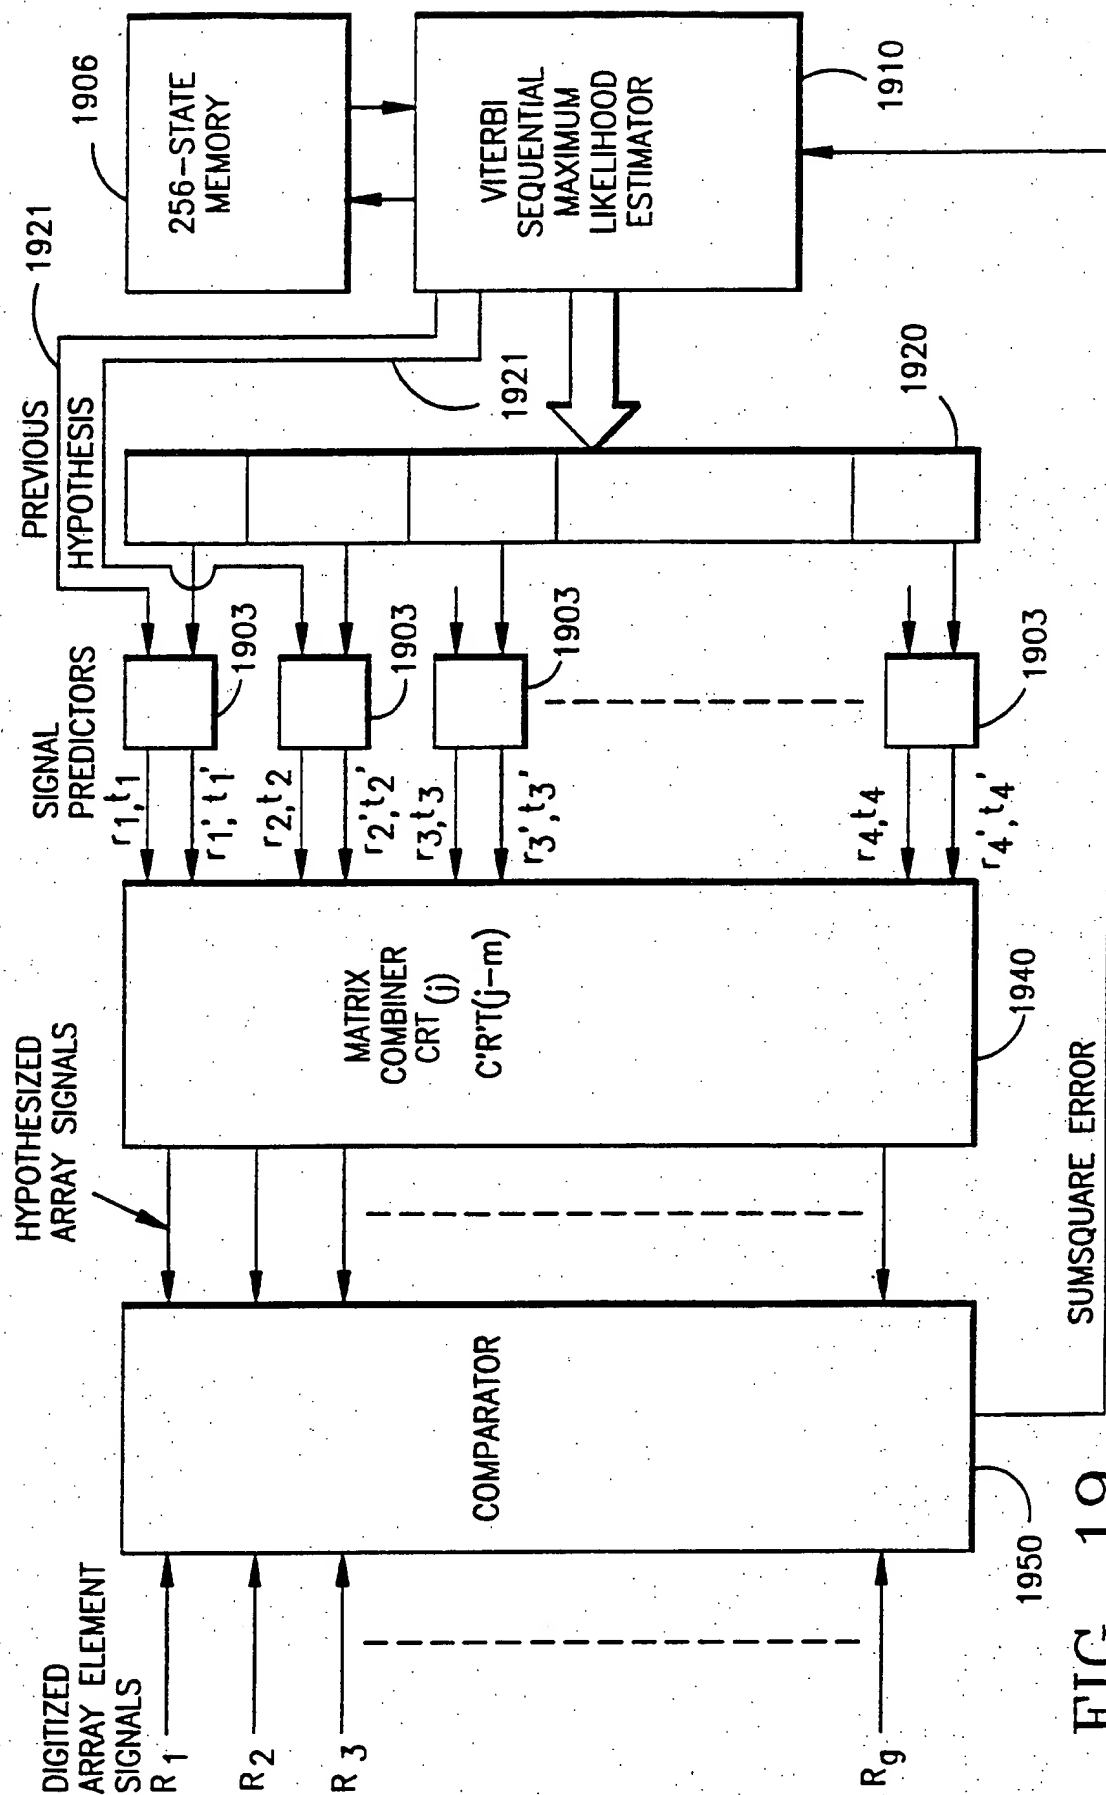 DIGITIZED
ARRAY ELEMENT
SIGNALS
R1
R2
R3
Rg
COMPARATOR
1950
HYPOTHESIZED
ARRAY SIGNALS
MATRIX
COMBINER
CRT(j)
C'R'T(j-m)
1940
SUMSQUARE ERROR
SIGNAL
PREDICTORS
r1,t1
r1',t1'
r2,t2
r2',t2'
r3,t3
r3',t3'
r4,t4
r4',t4'
1903
1903
1903
1903
PREVIOUS
HYPOTHESIS
1921
1921
1920
1906
256-STATE
MEMORY
VITERBI
SEQUENTIAL
MAXIMUM
LIKELIHOOD
ESTIMATOR
1910
FIG 19